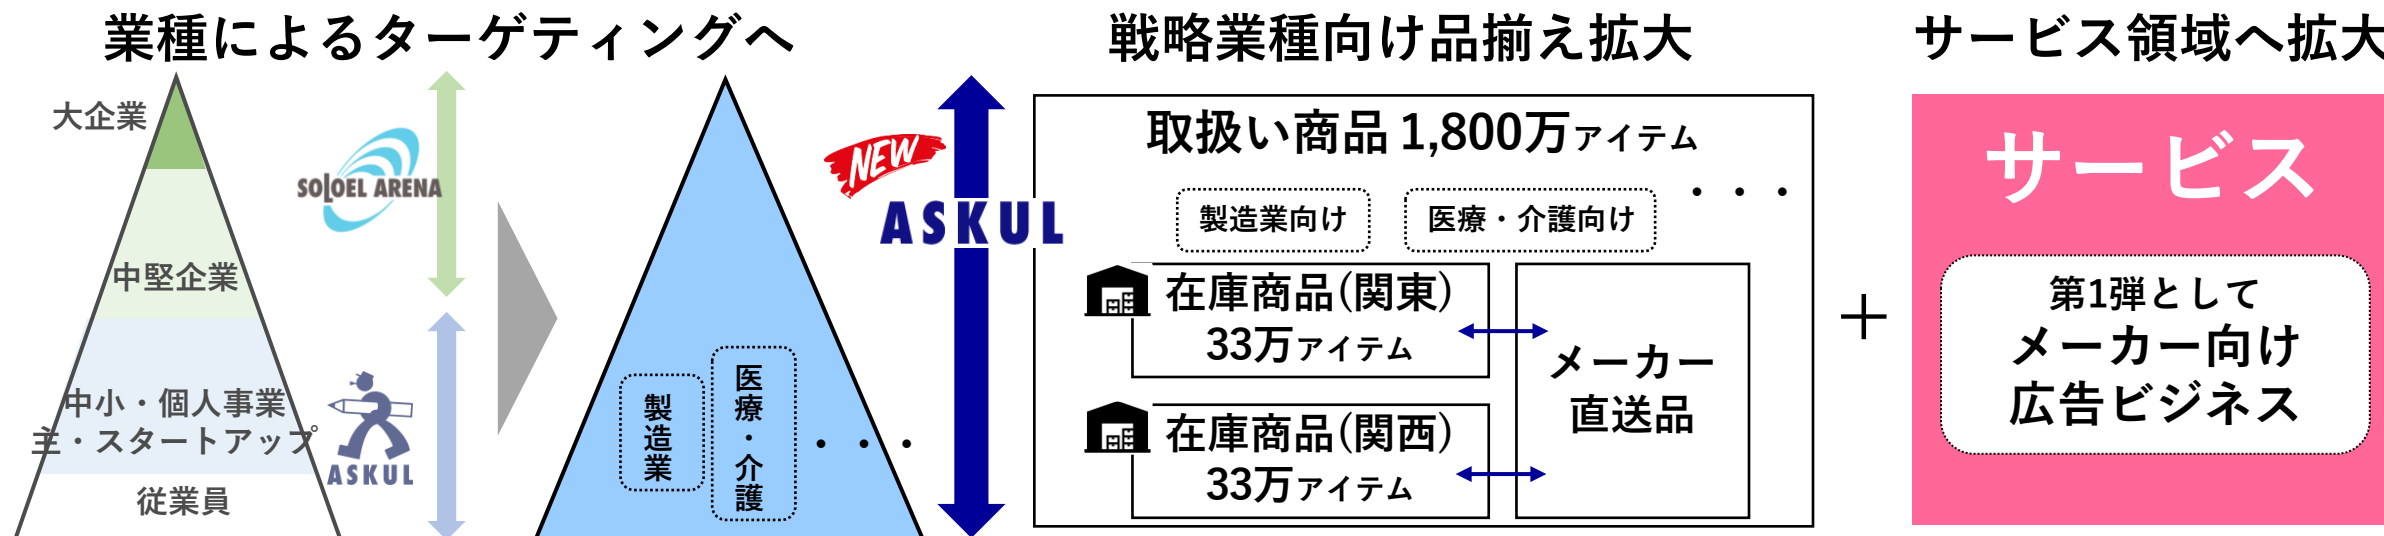 業種によるターゲティングへ
大企業
SOLOEL ARENA
中堅企業
中小・個人事業
主・スタートアップ
ASKUL
従業員
製造業
医療・介護
・・・
NEW
ASKUL
戦略業種向け品揃え拡大
取扱い商品 1,800万アイテム
製造業向け
医療・介護向け
・・・
在庫商品(関東)
33万アイテム
在庫商品(関西)
33万アイテム
メーカー
直送品
＋
サービス領域へ拡大
サービス
第1弾として
メーカー向け
広告ビジネス